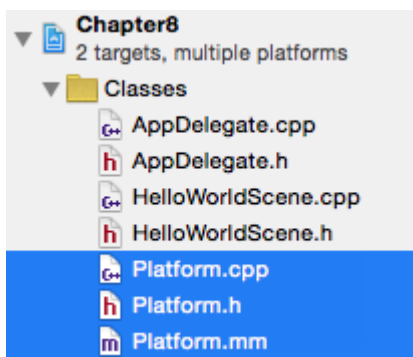 Chapter8
2 targets, multiple platforms
Classes
C++ AppDelegate.cpp
h AppDelegate.h
C++ HelloWorldScene.cpp
h HelloWorldScene.h
C++ Platform.cpp
h Platform.h
m Platform.mm